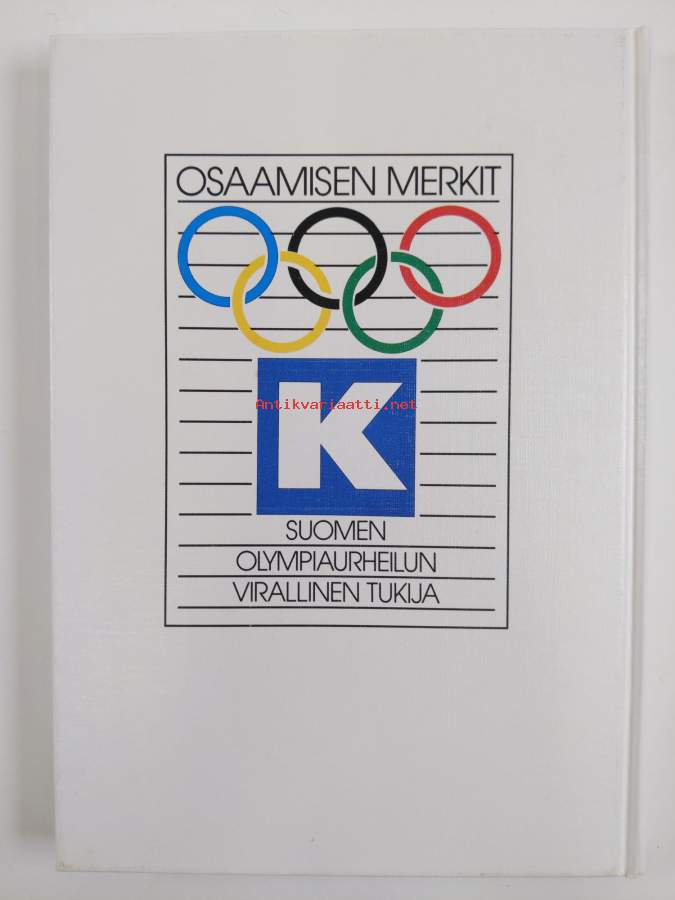 OSAAMISEN MERKIT
Antikvariaatti.net
K
SUOMEN
OLYMPIAURHEILUN
VIRALLINEN TUKIJA